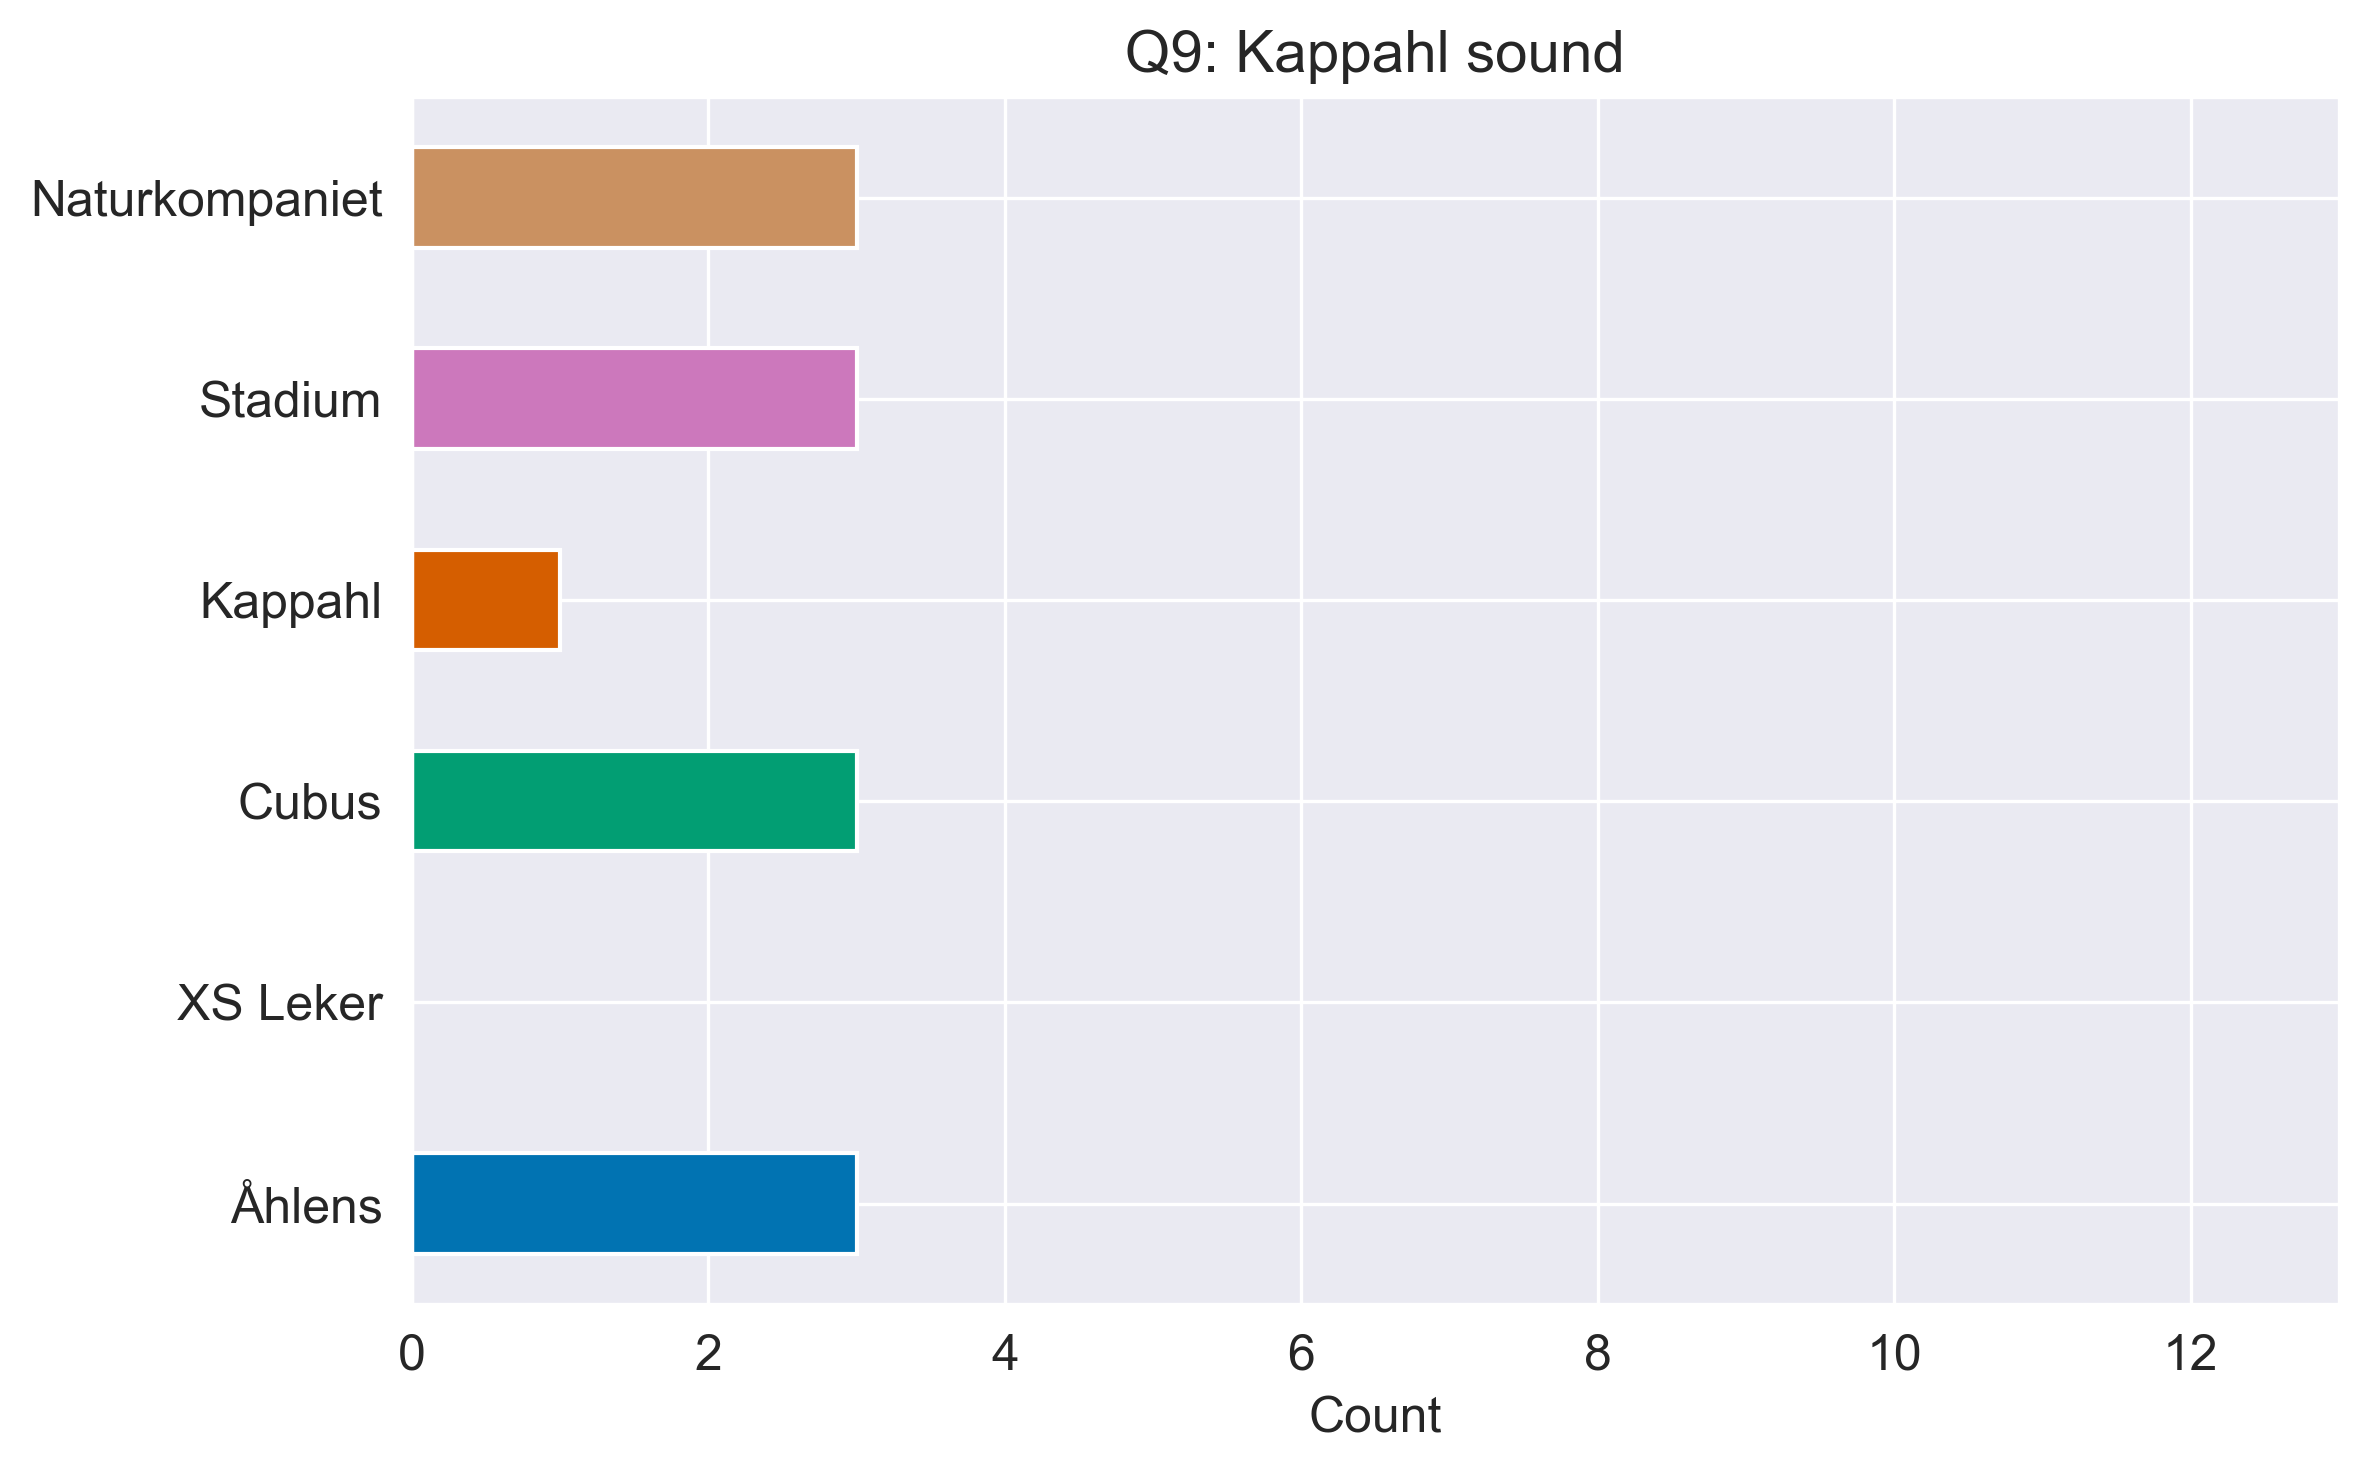 Q9: Kappahl sound
Naturkompaniet
Stadium
Kappahl
Cubus
XS Leker
Åhlens
0 2 4 6 8 10 12
Count